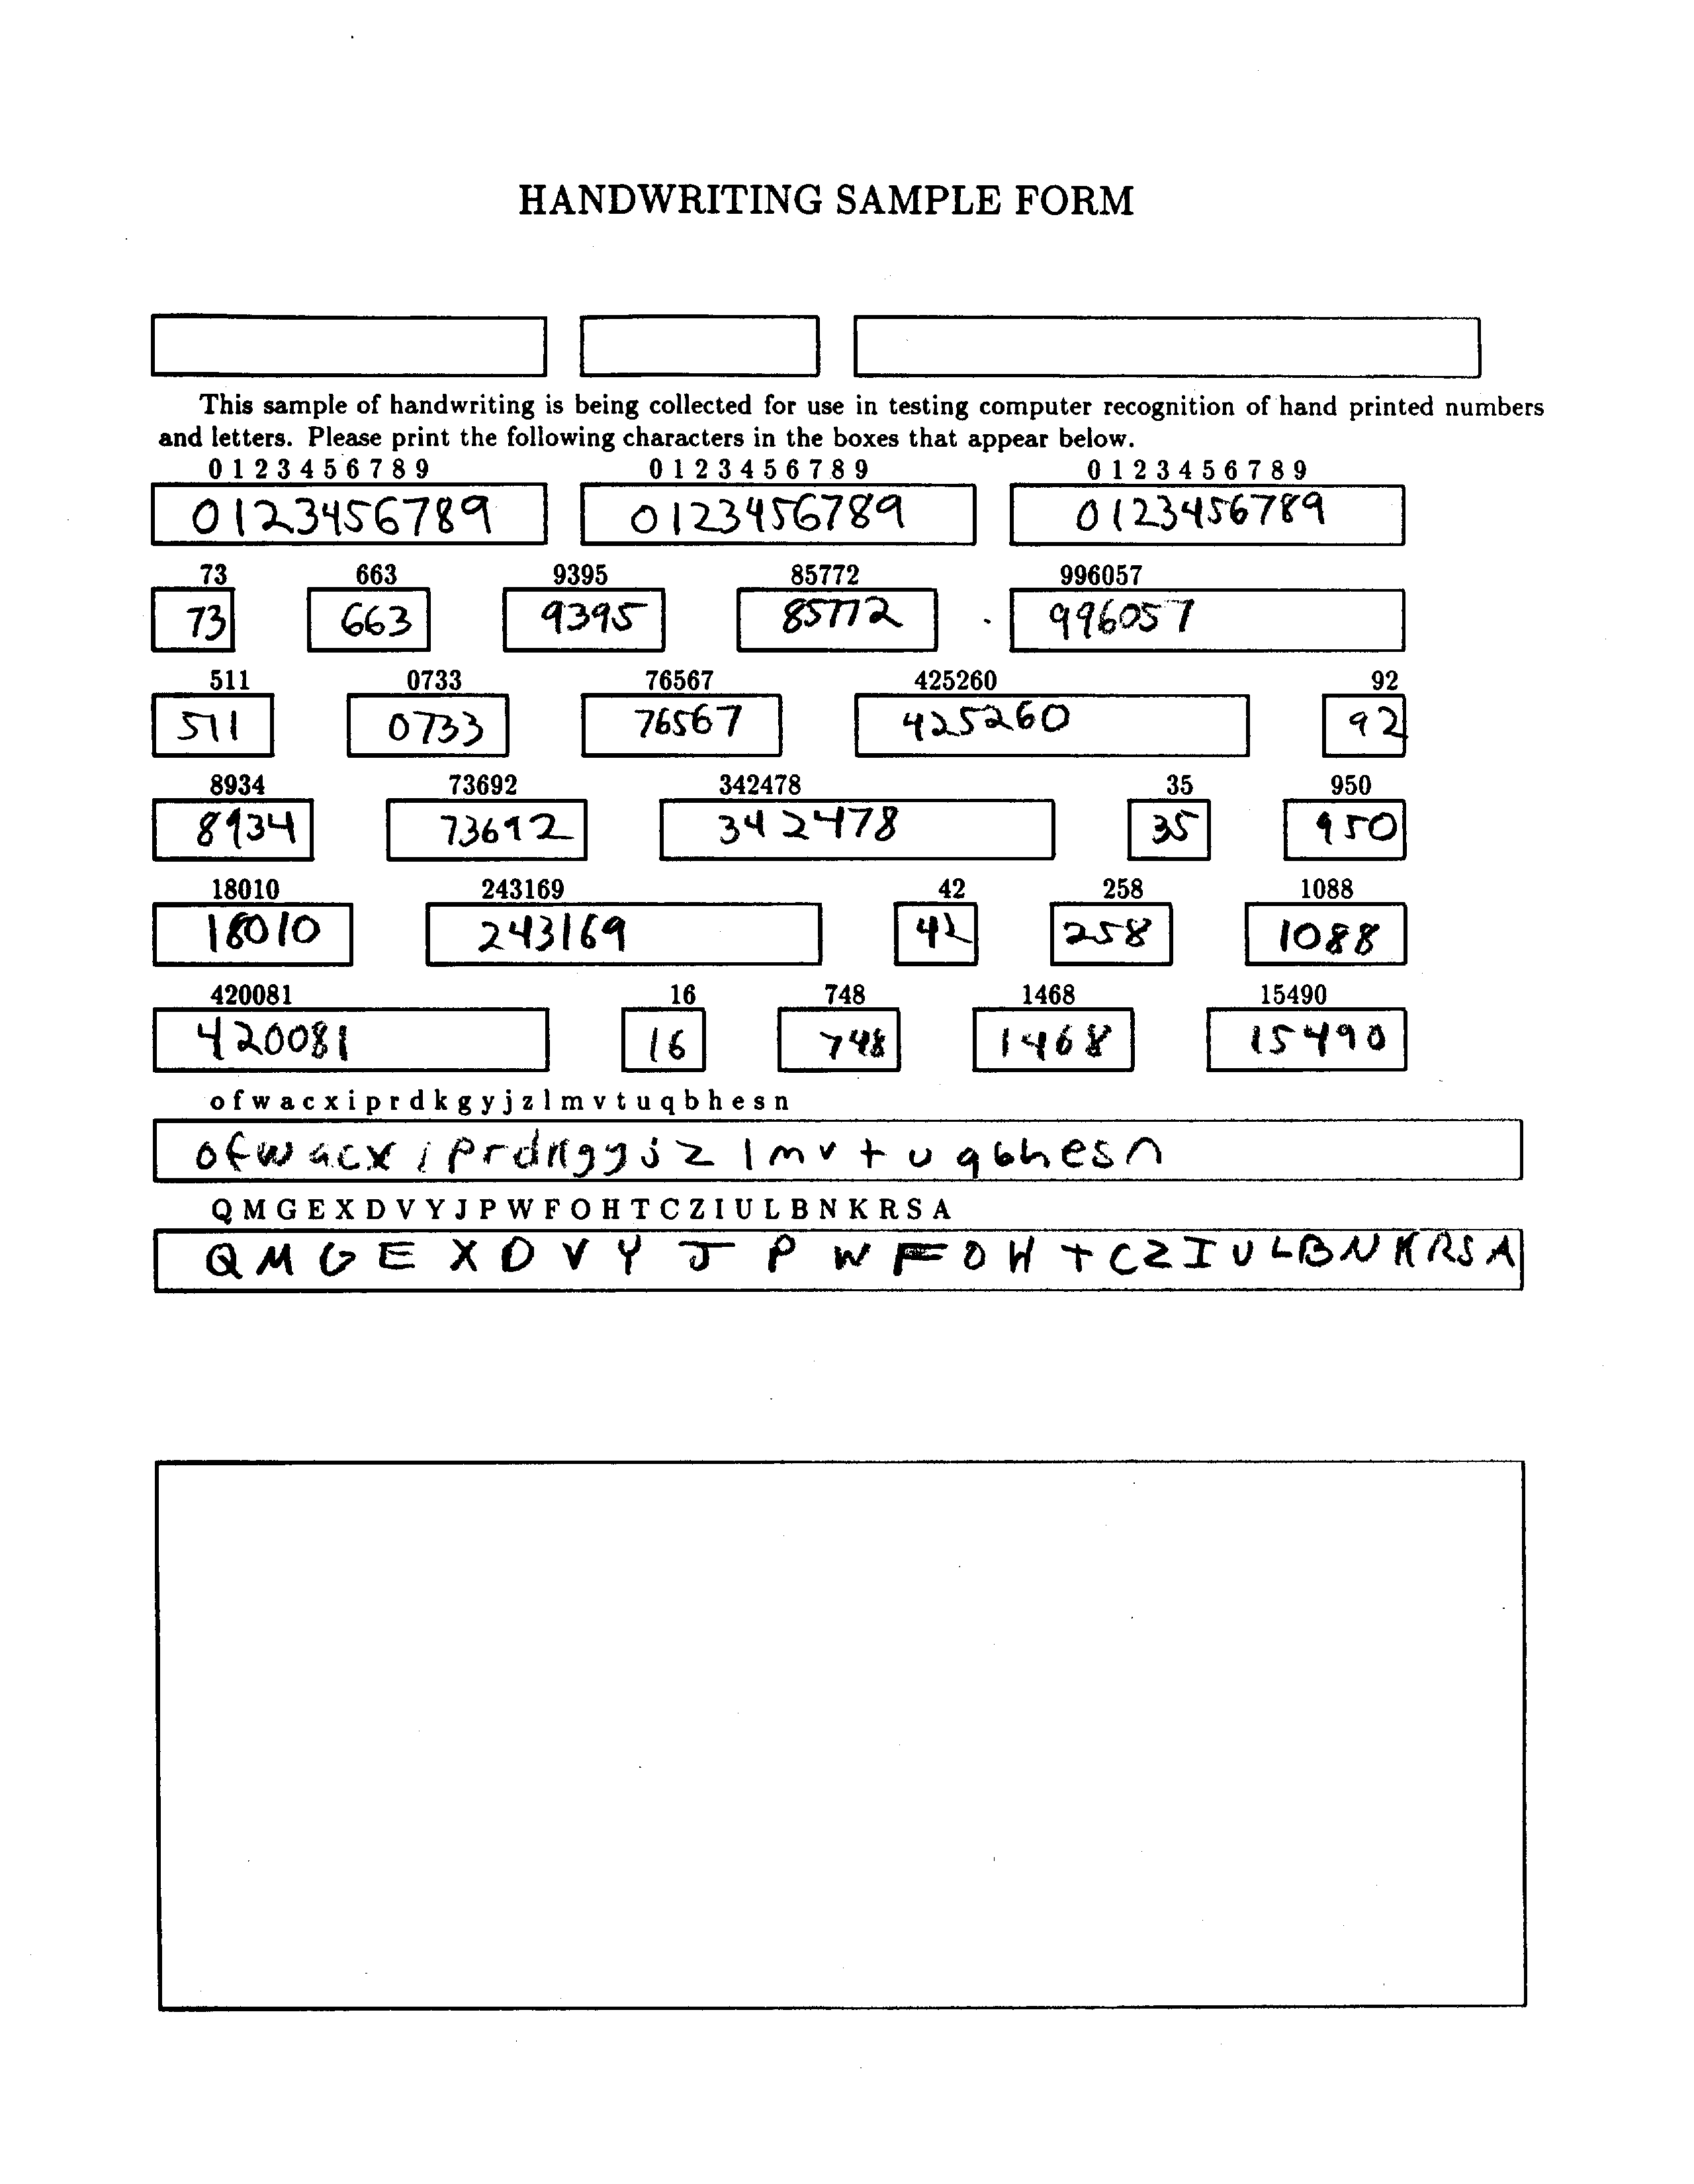 HANDWRITING SAMPLE FORM
This sample of handwriting is being collected for use in testing computer recognition of hand printed numbers
and letters. Please print the following characters in the boxes that appear below.
0 1 2 3 4 5 6 7 8 9 0 1 2 3 4 5 6 7 8 9 0 1 2 3 4 5 6 7 8 9
0123456789 0123456789 0123456789
73 663 9395 85772 996057
73 663 9395 85772 996057
511 0733 76567 425260 92
511 0733 76567 425260 92
8934 73692 342478 35 950
8934 73692 342478 35 950
18010 243169 42 258 1088
18010 243169 42 258 1088
420081 16 748 1468 15490
420081 16 748 1468 15490
o f w a c x i p r d k g y j z l m v t u q b h e s n
o f w a c x i p r d k g y j z l m v t u q b h e s n
Q M G E X D V Y J P W F O H T C Z I U L B N K R S A
Q M G E X D V Y J P W F O H T C Z I U L B N K R S A